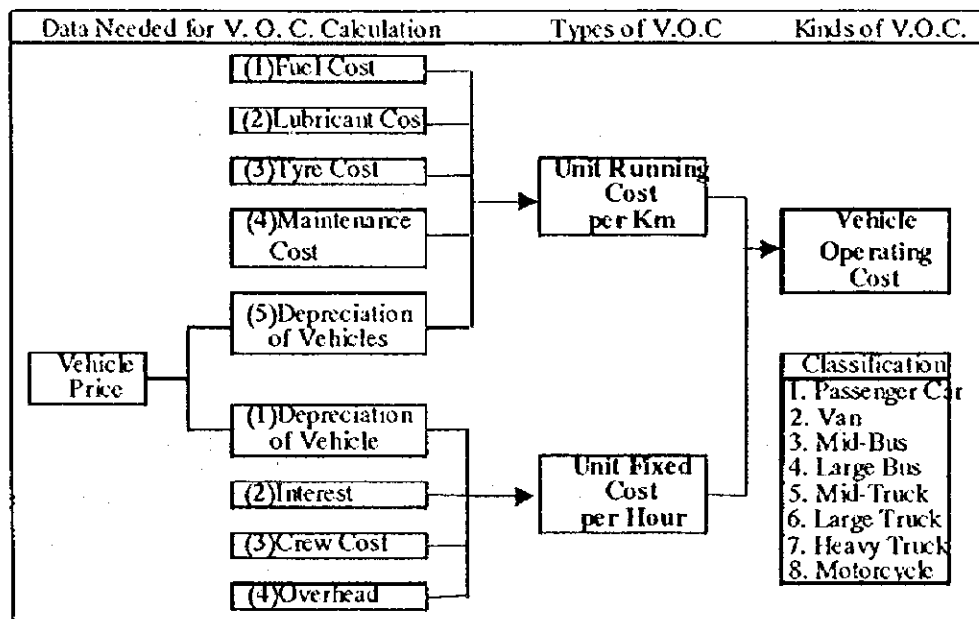 Data Needed for V. O. C. Calculation
Types of V.O.C
Kinds of V.O.C.
(1)Fuel Cost
(2)Lubricant Cost
(3)Tyre Cost
(4)Maintenance
Cost
(5)Depreciation
of Vehicles
Vehicle
Price
(1)Depreciation
of Vehicle
(2)Interest
(3)Crew Cost
(4)Overhead
Unit Running
Cost
per Km
Unit Fixed
Cost
per Hour
Vehicle
Operating
Cost
Classification
1. Passenger Car
2. Van
3. Mid-Bus
4. Large Bus
5. Mid-Truck
6. Large Truck
7. Heavy Truck
8. Motorcycle